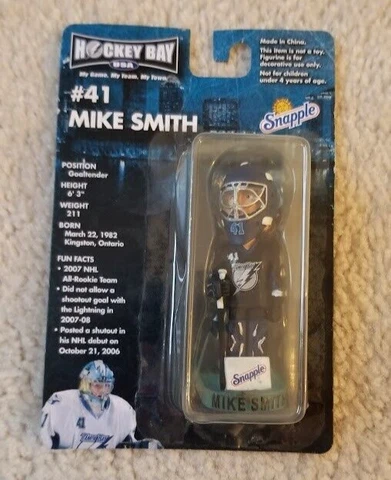 HOCKEY BAY
USA
My Game. My Team. My Town.
Made in China.
This item is not a toy.
Figurine is for
decorative use only.
Not for children
under 4 years of age.
#41
MIKE SMITH
Snapple
POSITION
Goaltender
HEIGHT
6' 3"
WEIGHT
211
BORN
March 22, 1982
Kingston, Ontario
FUN FACTS
• 2007 NHL
All-Rookie Team
• Did not allow a
shootout goal with
the Lightning in
2007-08
• Posted a shutout in
his NHL debut on
October 21, 2006
41
41
Snapple
MIKE SMIT
41